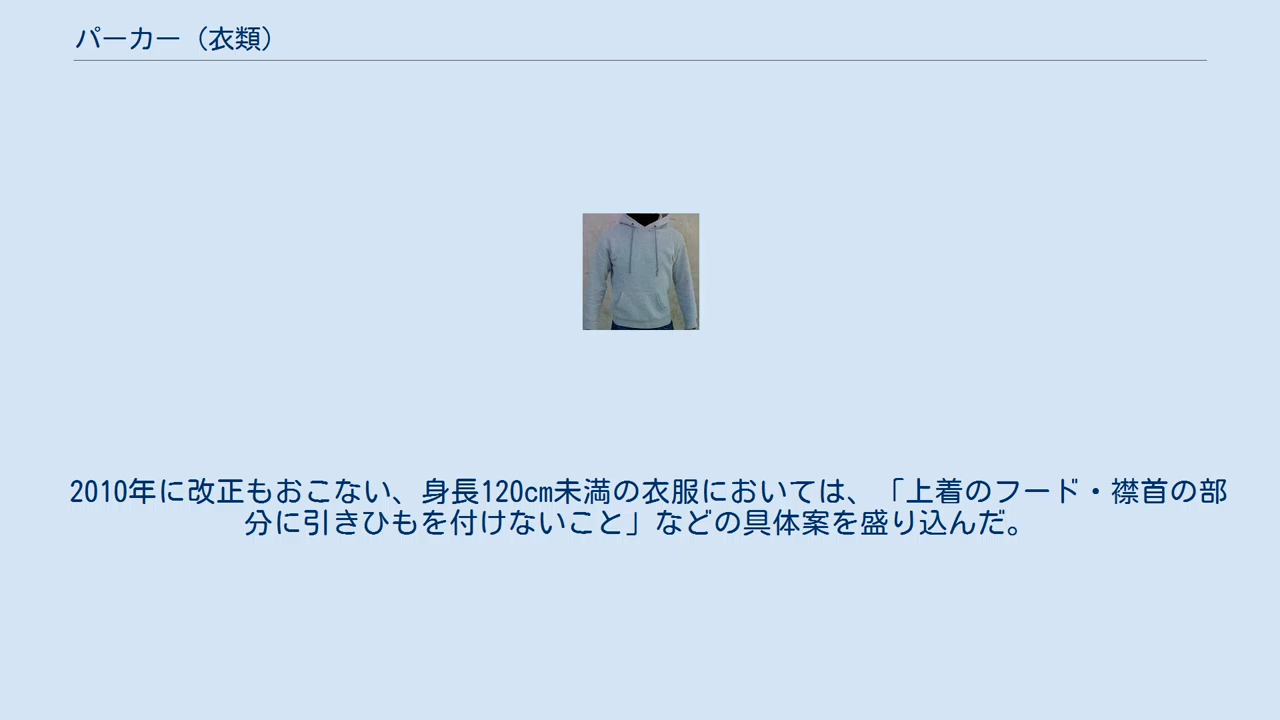 パーカー（衣類）
2010年に改正もおこない、身長120cm未満の衣服においては、「上着のフード・襟首の部
分に引きひもを付けないこと」などの具体案を盛り込んだ。